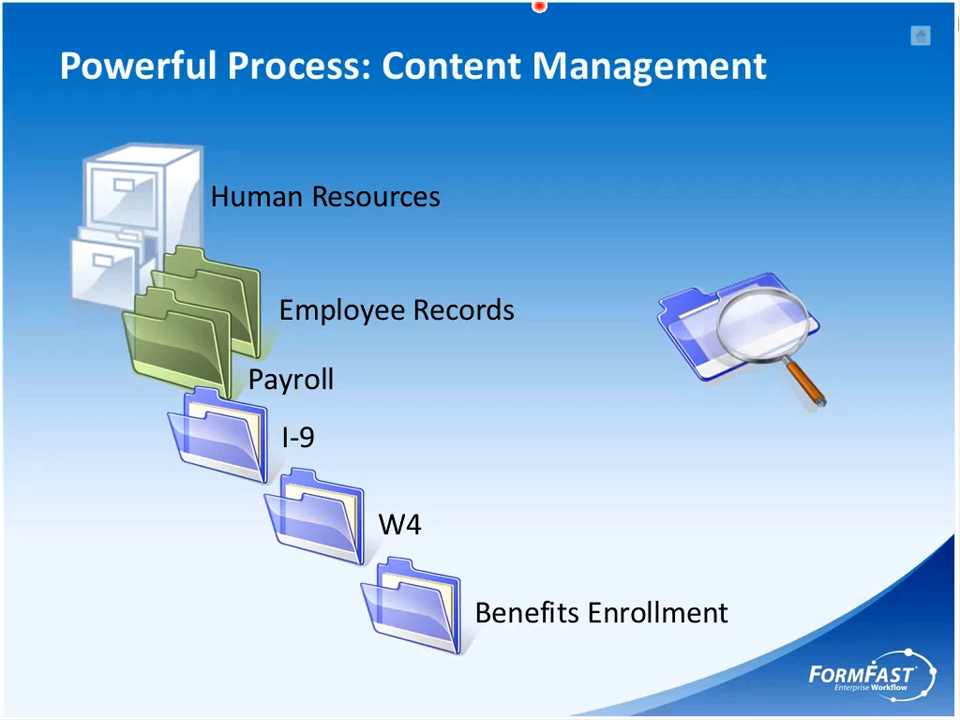 Powerful Process: Content Management
Human Resources
Employee Records
Payroll
I-9
W4
Benefits Enrollment
FORMFAST
Enterprise Workflow